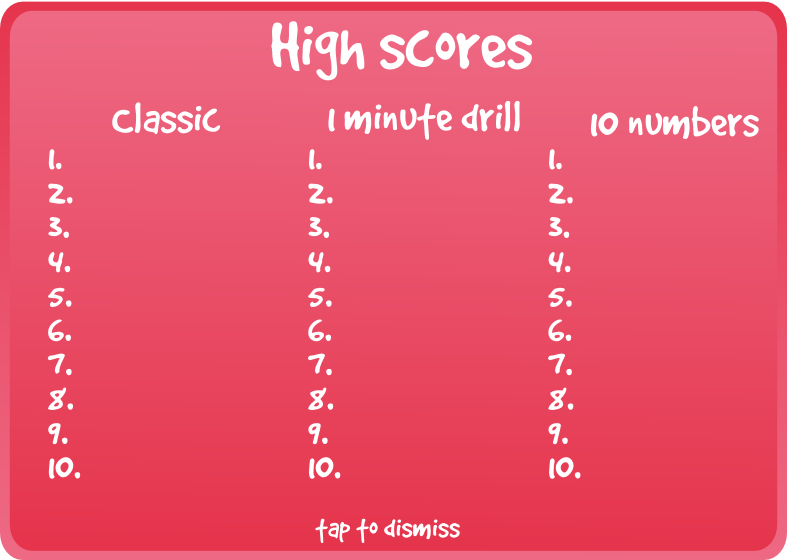 High scores
classic 1 minute drill 10 numbers
1. 1. 1.
2. 2. 2.
3. 3. 3.
4. 4. 4.
5. 5. 5.
6. 6. 6.
7. 7. 7.
8. 8. 8.
9. 9. 9.
10. 10. 10.
tap to dismiss